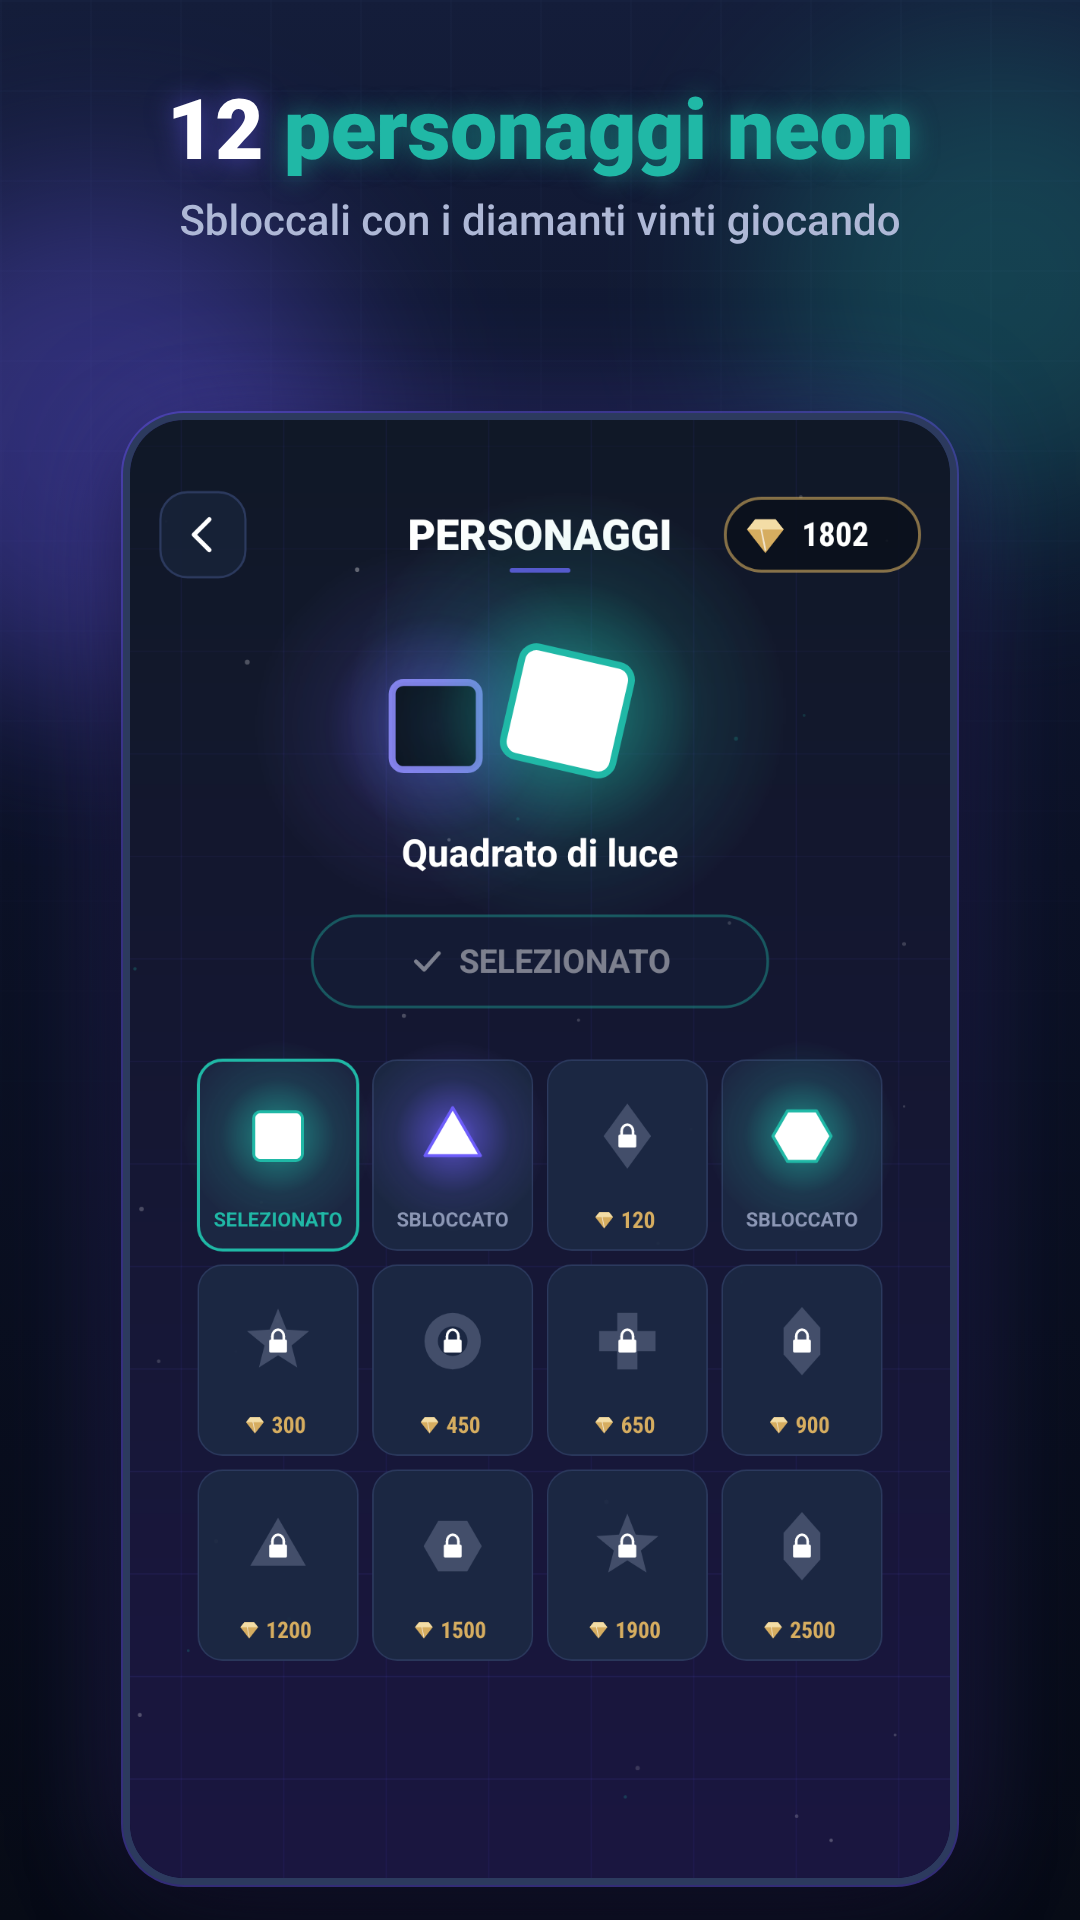 12 personaggi neon
Sbloccali con i diamanti vinti giocando
PERSONAGGI
1802
Quadrato di luce
SELEZIONATO
SELEZIONATO
SBLOCCATO
120
SBLOCCATO
300
450
650
900
1200
1500
1900
2500